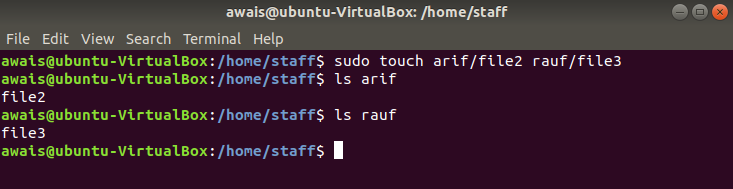 awais@ubuntu-VirtualBox: /home/staff
File Edit View Search Terminal Help
awais@ubuntu-VirtualBox:/home/staff$ sudo touch arif/file2 rauf/file3
awais@ubuntu-VirtualBox:/home/staff$ ls arif
file2
awais@ubuntu-VirtualBox:/home/staff$ ls rauf
file3
awais@ubuntu-VirtualBox:/home/staff$